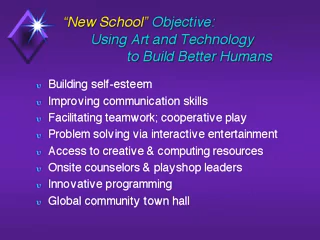 “New School” Objective:
Using Art and Technology
to Build Better Humans
υ Building self-esteem
υ Improving communication skills
υ Facilitating teamwork; cooperative play
υ Problem solving via interactive entertainment
υ Access to creative & computing resources
υ Onsite counselors & playshop leaders
υ Innovative programming
υ Global community town hall